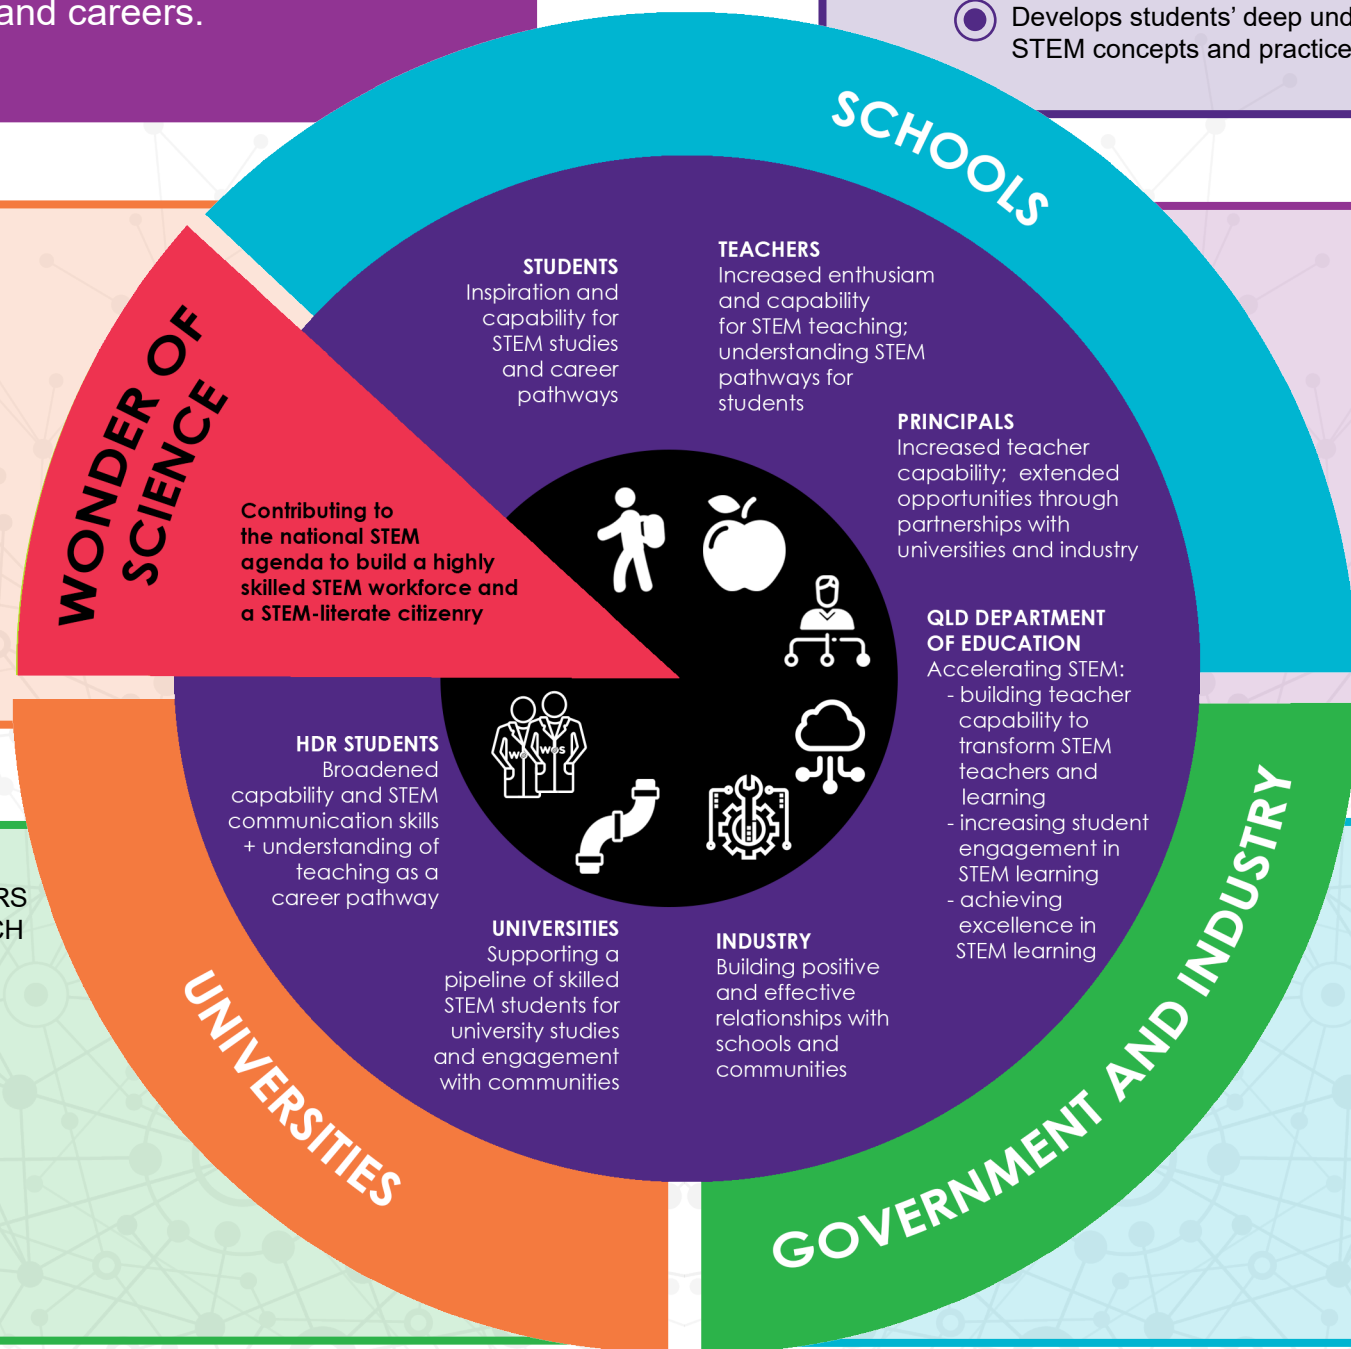 and careers.
Develops students' deep und
STEM concepts and practice
SCHOOLS
WONDER OF
SCIENCE
Contributing to
the national STEM
agenda to build a highly
skilled STEM workforce and
a STEM-literate citizenry
STUDENTS
Inspiration and
capability for
STEM studies
and career
pathways
TEACHERS
Increased enthusiam
and capability
for STEM teaching;
understanding STEM
pathways for
students
PRINCIPALS
Increased teacher
capability; extended
opportunities through
partnerships with
universities and industry
QLD DEPARTMENT
OF EDUCATION
Accelerating STEM:
- building teacher
capability to
transform STEM
teachers and
learning
- increasing student
engagement in
STEM learning
- achieving
excellence in
STEM learning
INDUSTRY
Building positive
and effective
relationships with
schools and
communities
UNIVERSITIES
Supporting a
pipeline of skilled
STEM students for
university studies
and engagement
with communities
HDR STUDENTS
Broadened
capability and STEM
communication skills
+ understanding of
teaching as a
career pathway
WO
WOS
RS
CH
UNIVERSITIES
GOVERNMENT AND INDUSTRY